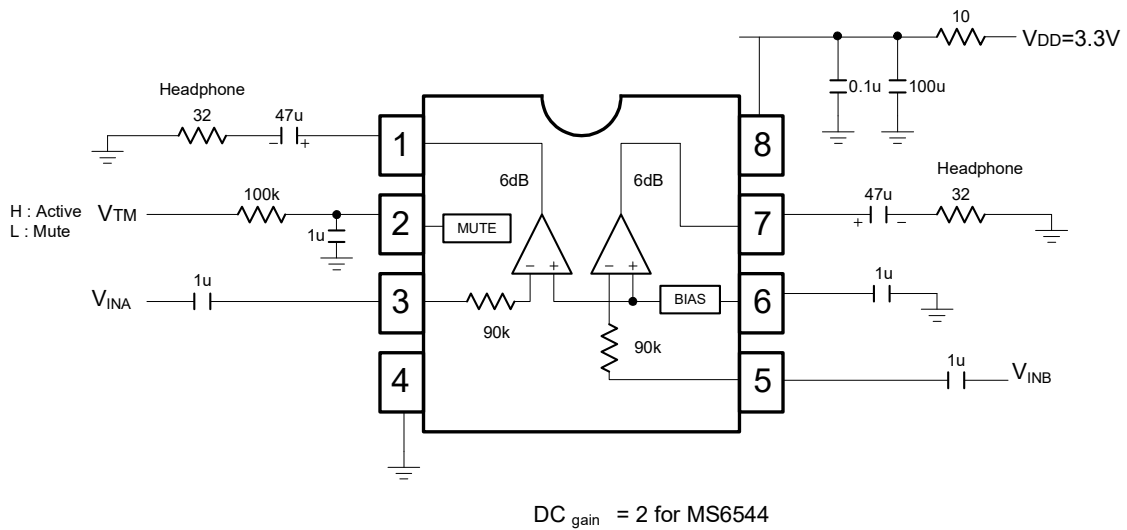 10
VDD=3.3V
0.1u
100u
Headphone
32
47u
1
8
6dB
6dB
Headphone
47u
32
H : Active
L : Mute
VTM
100k
1u
2
MUTE
7
VINA
1u
3
90k
BIAS
6
1u
90k
4
5
1u
VINB
DC gain = 2 for MS6544